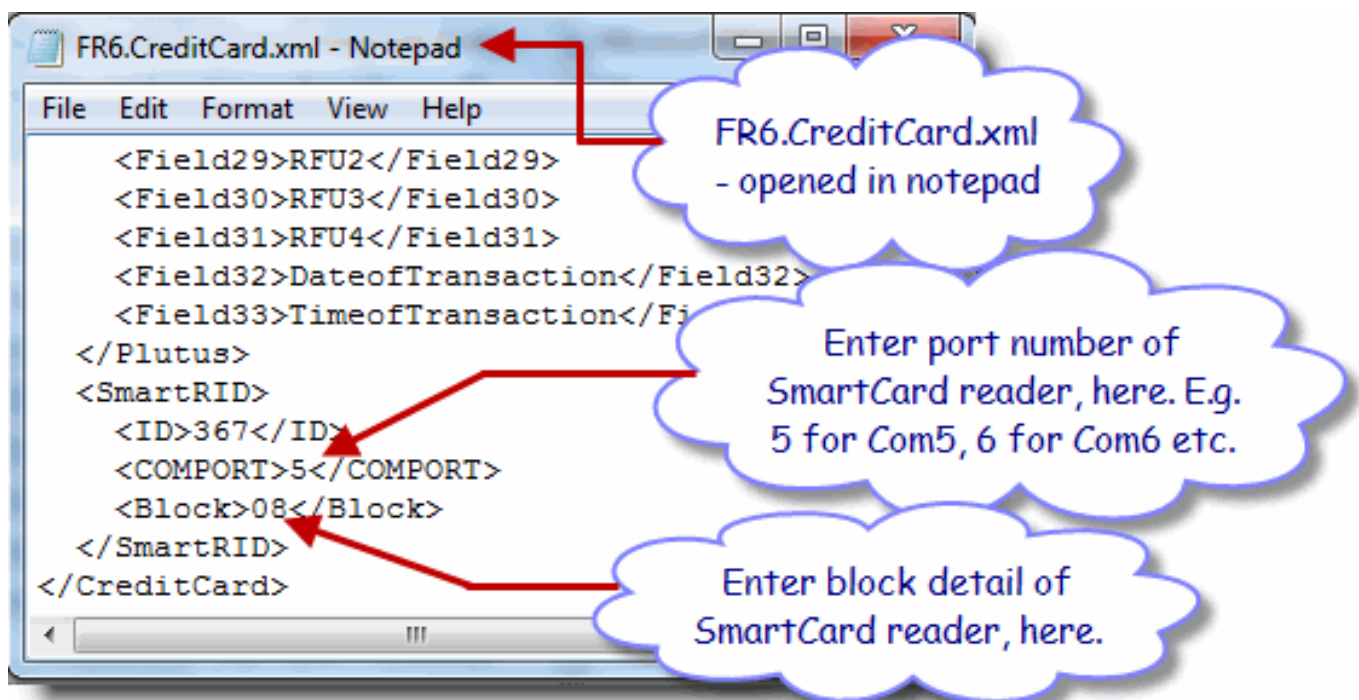 FR6.CreditCard.xml - Notepad
File Edit Format View Help
<Field29>RFU2</Field29>
<Field30>RFU3</Field30>
<Field31>RFU4</Field31>
<Field32>DateofTransaction</Field32>
<Field33>TimeofTransaction</Fi
</Plutus>
<SmartRID>
<ID>367</ID>
<COMPORT>5</COMPORT>
<Block>08</Block>
</SmartRID>
</CreditCard>
FR6.CreditCard.xml
- opened in notepad
Enter port number of
SmartCard reader, here. E.g.
5 for Com5, 6 for Com6 etc.
Enter block detail of
SmartCard reader, here.